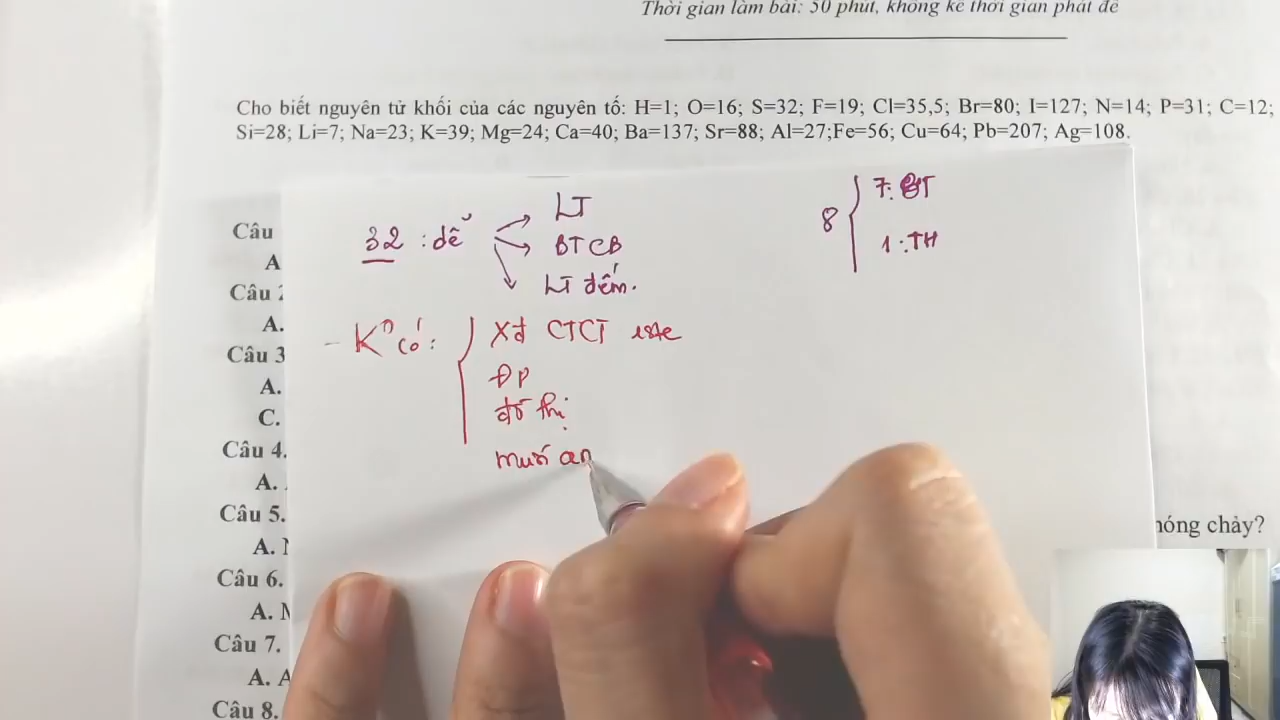 Thời gian làm bài: 50 phút, không kể thời gian phát đề
Cho biết nguyên tử khối của các nguyên tố: H=1; O=16; S=32; F=19; Cl=35,5; Br=80; I=127; N=14; P=31; C=12;
Si=28; Li=7; Na=23; K=39; Mg=24; Ca=40; Ba=137; Sr=88; Al=27;Fe=56; Cu=64; Pb=207; Ag=108.
32 : dễ
LT
BTCB
LT đếm.
8
7: BT
1: TH
- Kⁿ có:
Xđ CTCT este
ĐP
đồ thị
muối an
Câu
A
Câu 2
A.
Câu 3
A.
C.
Câu 4.
A.
Câu 5.
A. N
nóng chảy?
Câu 6.
A. M
Câu 7.
A. A
Câu 8.